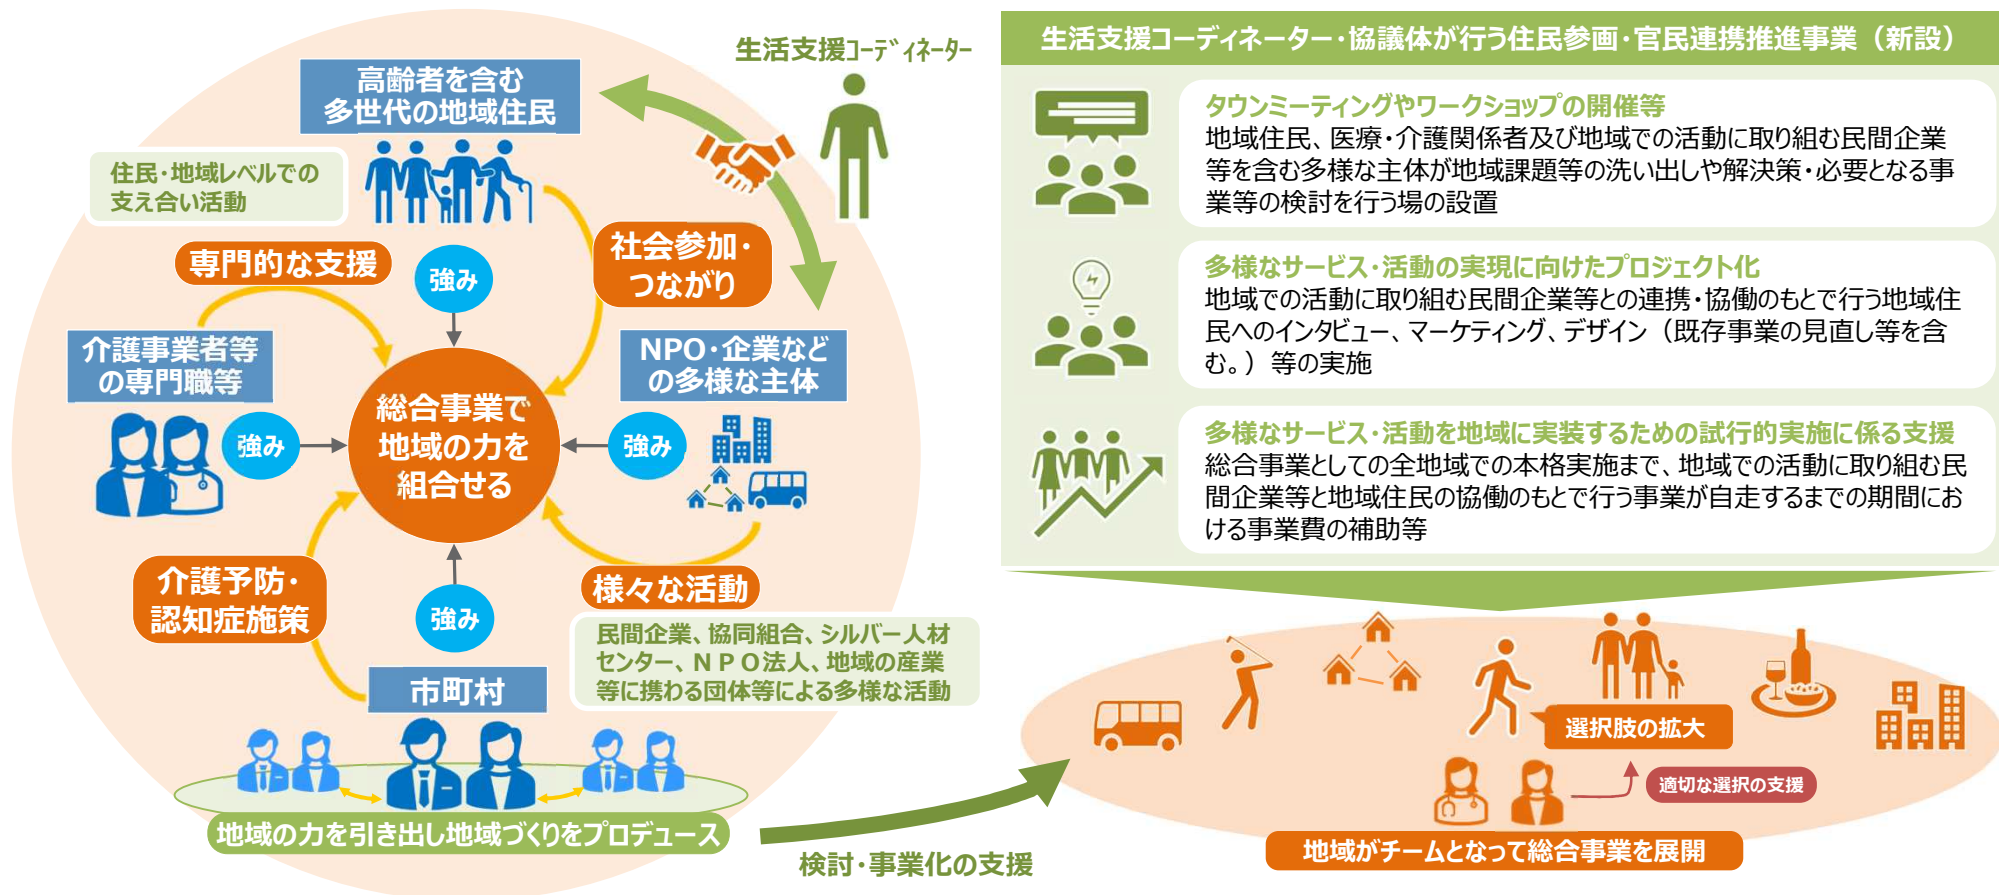 生活支援ｺｰﾃﾞｨﾈｰﾀｰ
高齢者を含む
多世代の地域住民
住民・地域レベルでの
支え合い活動
専門的な支援
強み
社会参加・
つながり
介護事業者等
の専門職等
NPO・企業など
の多様な主体
強み
総合事業で
地域の力を
組合せる
強み
介護予防・
認知症施策
強み
様々な活動
民間企業、協同組合、シルバー人材
センター、ＮＰＯ法人、地域の産業
等に携わる団体等による多様な活動
市町村
地域の力を引き出し地域づくりをプロデュース
検討・事業化の支援
生活支援コーディネーター・協議体が行う住民参画・官民連携推進事業（新設）
タウンミーティングやワークショップの開催等
地域住民、医療・介護関係者及び地域での活動に取り組む民間企業
等を含む多様な主体が地域課題等の洗い出しや解決策・必要となる事
業等の検討を行う場の設置
多様なサービス・活動の実現に向けたプロジェクト化
地域での活動に取り組む民間企業等との連携・協働のもとで行う地域住
民へのインタビュー、マーケティング、デザイン（既存事業の見直し等を含
む。）等の実施
多様なサービス・活動を地域に実装するための試行的実施に係る支援
総合事業としての全地域での本格実施まで、地域での活動に取り組む民
間企業等と地域住民の協働のもとで行う事業が自走するまでの期間にお
ける事業費の補助等
選択肢の拡大
適切な選択の支援
地域がチームとなって総合事業を展開